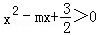 x² − mx + 3/2 > 0